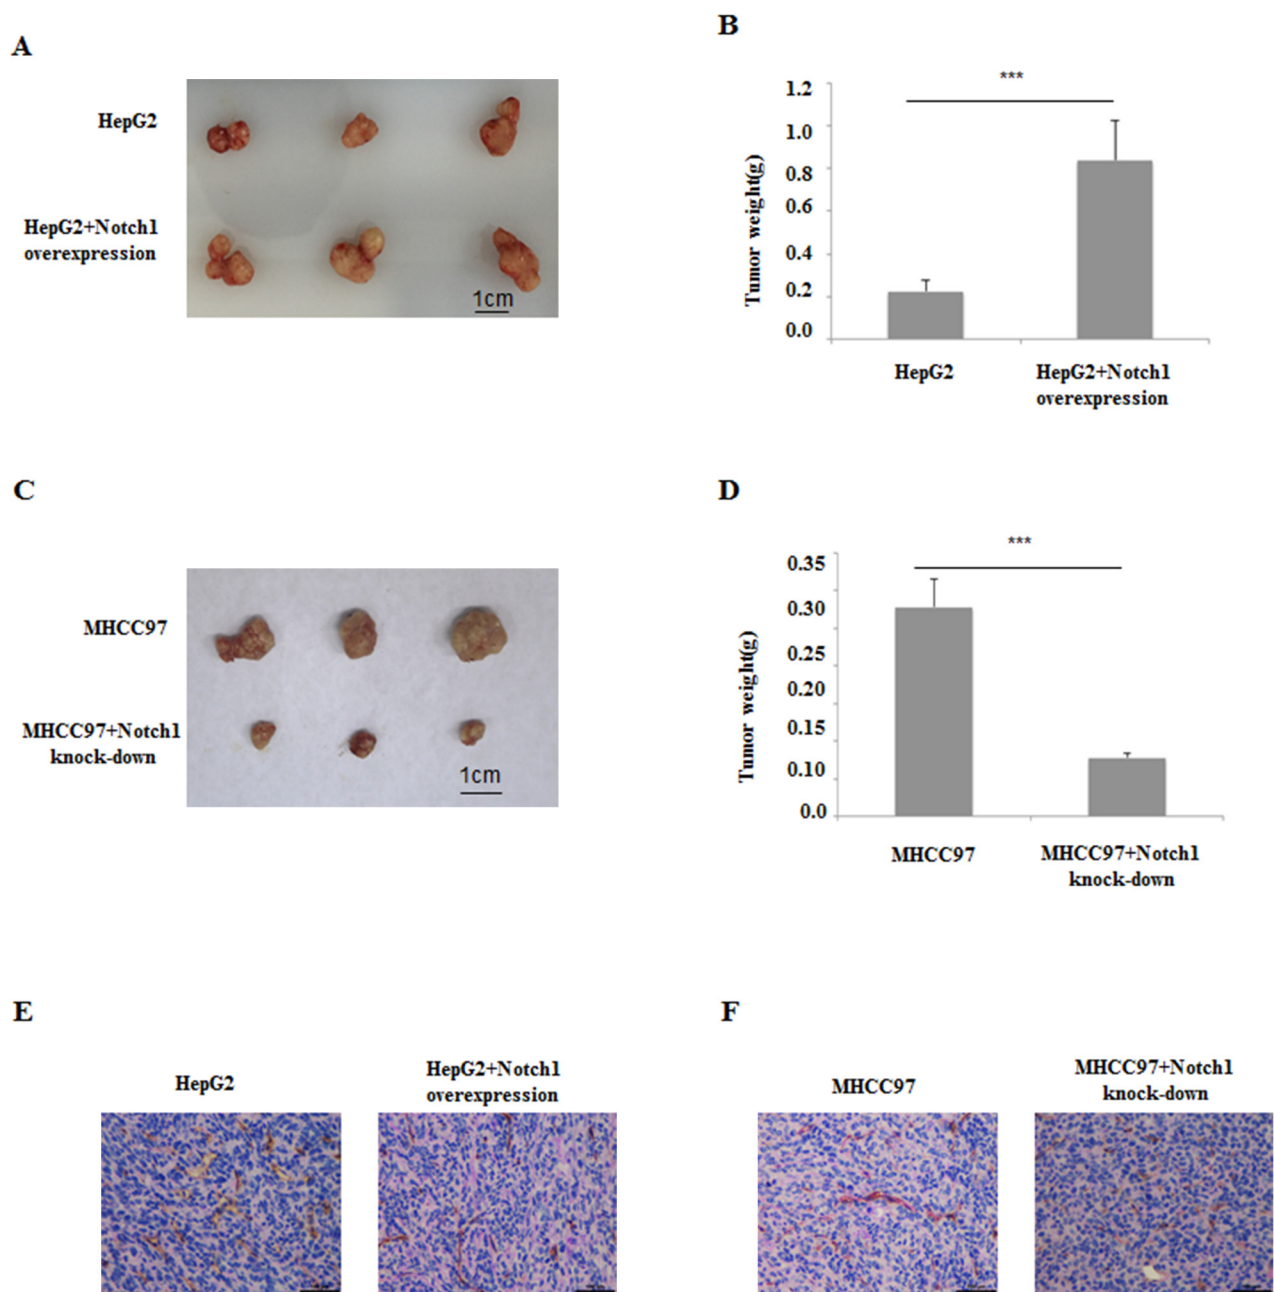 A
HepG2
HepG2+Notch1
overexpression
1cm
B
***
1.2
1.0
0.8
0.6
0.4
0.2
0.0
Tumor weight(g)
HepG2
HepG2+Notch1
overexpression
C
MHCC97
MHCC97+Notch1
knock-down
1cm
D
***
0.35
0.30
0.25
0.20
0.15
0.10
0.0
Tumor weight(g)
MHCC97
MHCC97+Notch1
knock-down
E
HepG2
HepG2+Notch1
overexpression
F
MHCC97
MHCC97+Notch1
knock-down